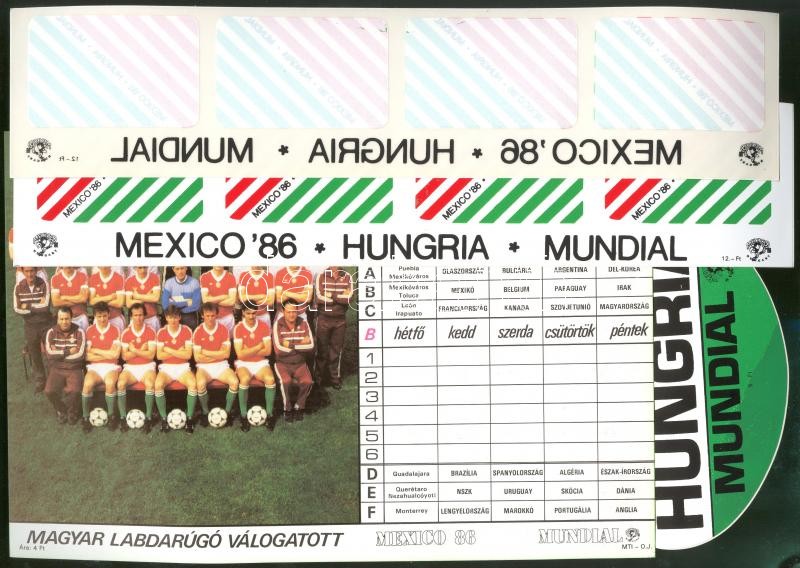 MUNDIAL * HUNGRIA * MEXICO '86
12.- Ft
MEXICO '86 MEXICO '86 MEXICO '86 MEXICO '86
MEXICO '86 * HUNGRIA * MUNDIAL
12.- Ft
A Puebla Mexikóváros OLASZORSZÁG BULGÁRIA ARGENTINA DÉL-KOREA
B Mexikóváros Toluca MEXIKÓ BELGIUM PARAGUAY IRAK
C León Irapuato FRANCIAORSZÁG KANADA SZOVJETUNIÓ MAGYARORSZÁG
B hétfő kedd szerda csütörtök péntek
1
2
3
4
5
6
D Guadalajara BRAZÍLIA SPANYOLORSZÁG ALGÉRIA ÉSZAK-ÍRORSZÁG
E Querétaro Nezahualcóyotl NSZK URUGUAY SKÓCIA DÁNIA
F Monterrey LENGYELORSZÁG MAROKKÓ PORTUGÁLIA ANGLIA
HUNGRIA
MUNDIAL
MAGYAR LABDARÚGÓ VÁLOGATOTT MEXICO 86 MUNDIAL
Ára: 4 Ft
MTI – O.J.